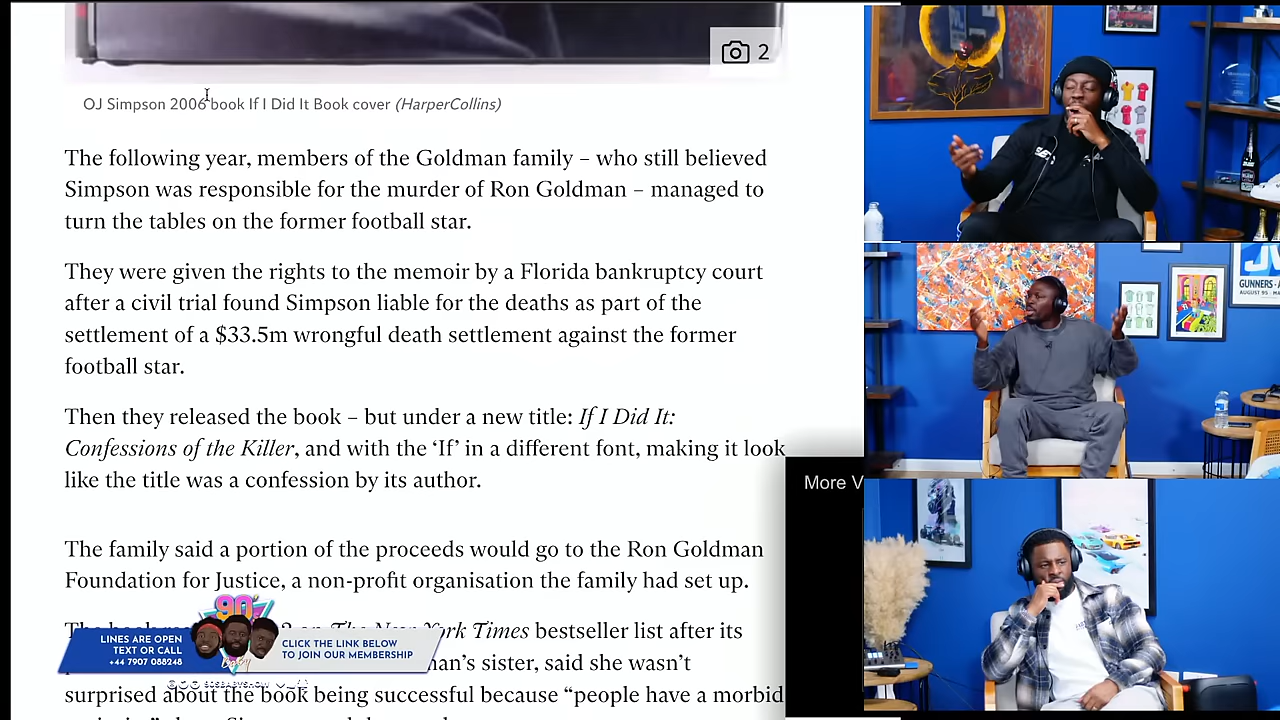 2
OJ Simpson 2006 book If I Did It Book cover (HarperCollins)
The following year, members of the Goldman family – who still believed
Simpson was responsible for the murder of Ron Goldman – managed to
turn the tables on the former football star.
They were given the rights to the memoir by a Florida bankruptcy court
after a civil trial found Simpson liable for the deaths as part of the
settlement of a $33.5m wrongful death settlement against the former
football star.
Then they released the book – but under a new title: If I Did It:
Confessions of the Killer, and with the ‘If’ in a different font, making it look
like the title was a confession by its author.
The family said a portion of the proceeds would go to the Ron Goldman
Foundation for Justice, a non-profit organisation the family had set up.
York Times bestseller list after its
man’s sister, said she wasn’t
surprised about the book being successful because “people have a morbid
More V
90s
Baby
LINES ARE OPEN
TEXT OR CALL
+44 7907 088248
CLICK THE LINK BELOW
TO JOIN OUR MEMBERSHIP
GUNNERS
AUGUST 95